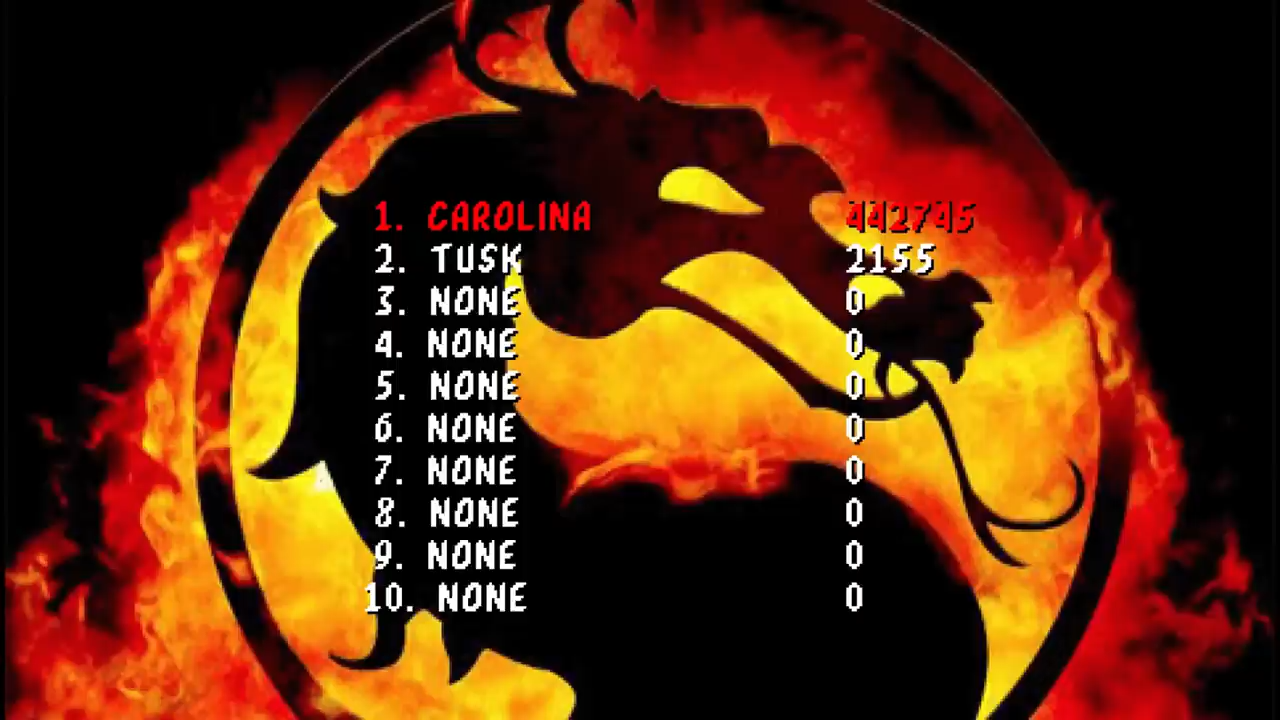 1. CAROLINA 442745
2. TUSK 2155
3. NONE 0
4. NONE 0
5. NONE 0
6. NONE 0
7. NONE 0
8. NONE 0
9. NONE 0
10. NONE 0